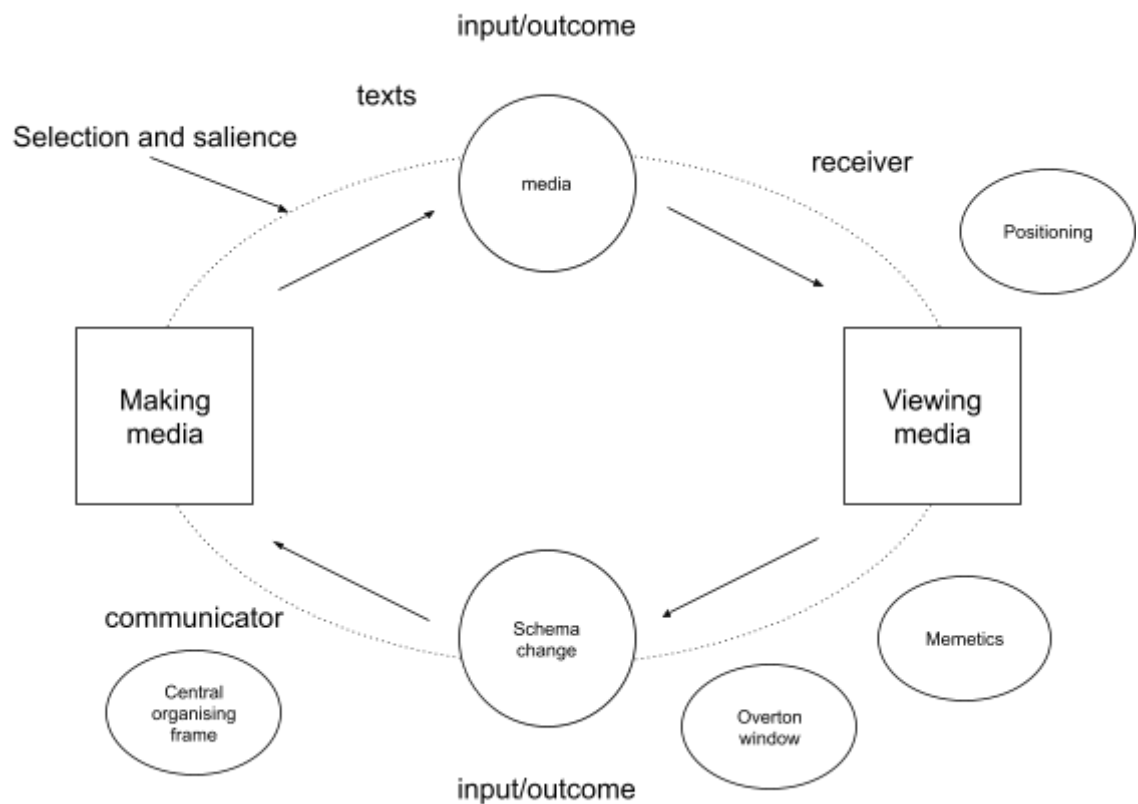 input/outcome
texts
Selection and salience
receiver
media
Positioning
Making
media
Viewing
media
communicator
Schema
change
Memetics
Central
organising
frame
Overton
window
input/outcome